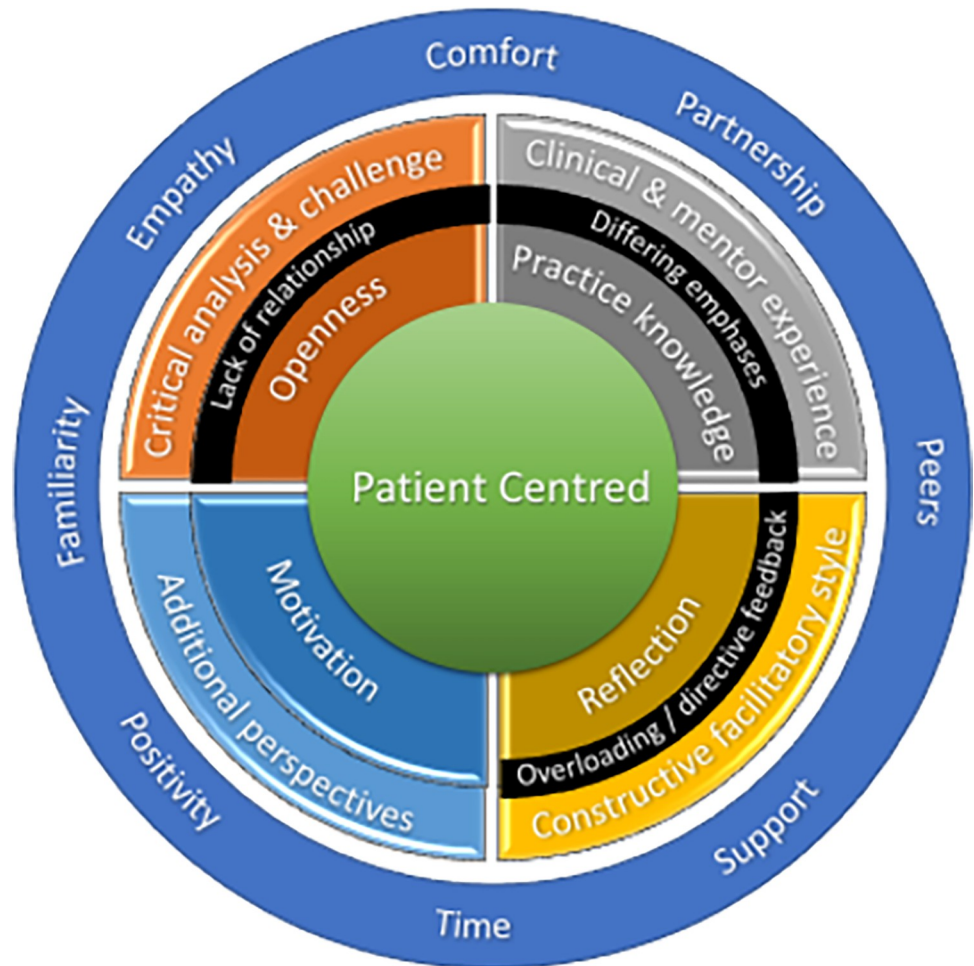 Comfort
Partnership
Peers
Support
Time
Positivity
Familiarity
Empathy
Critical analysis & challenge
Lack of relationship
Openness
Clinical & mentor experience
Differing emphases
Practice knowledge
Patient Centred
Motivation
Additional perspectives
Reflection
Overloading / directive feedback
Constructive facilitatory style